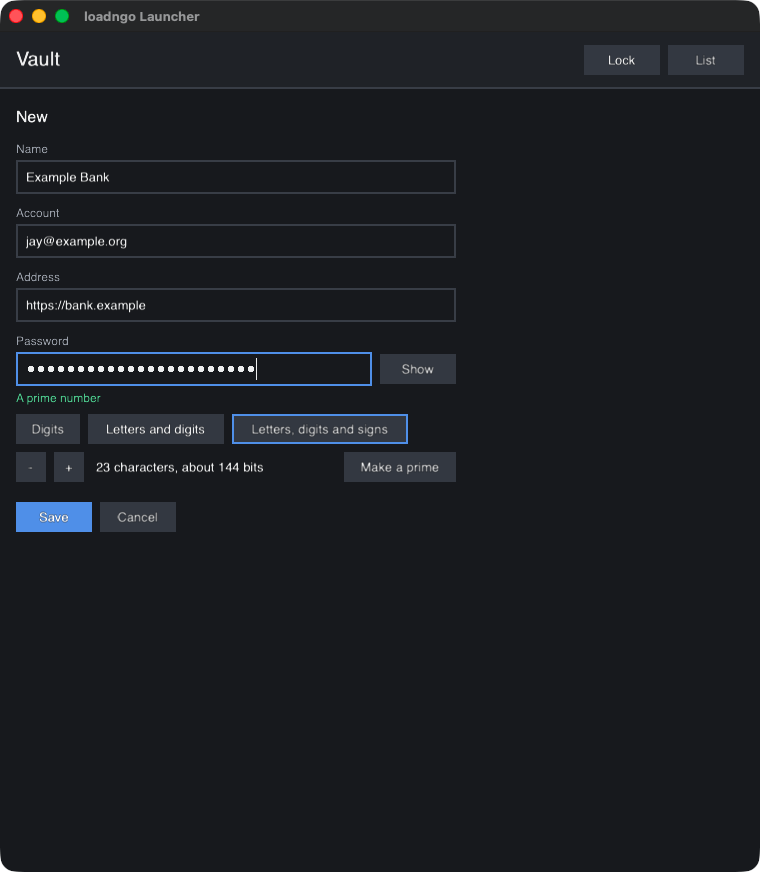 loadngo Launcher
Vault
Lock
List
New
Name
Example Bank
Account
jay@example.org
Address
https://bank.example
Password
●●●●●●●●●●●●●●●●●●●●●●●
Show
A prime number
Digits
Letters and digits
Letters, digits and signs
-
+
23 characters, about 144 bits
Make a prime
Save
Cancel